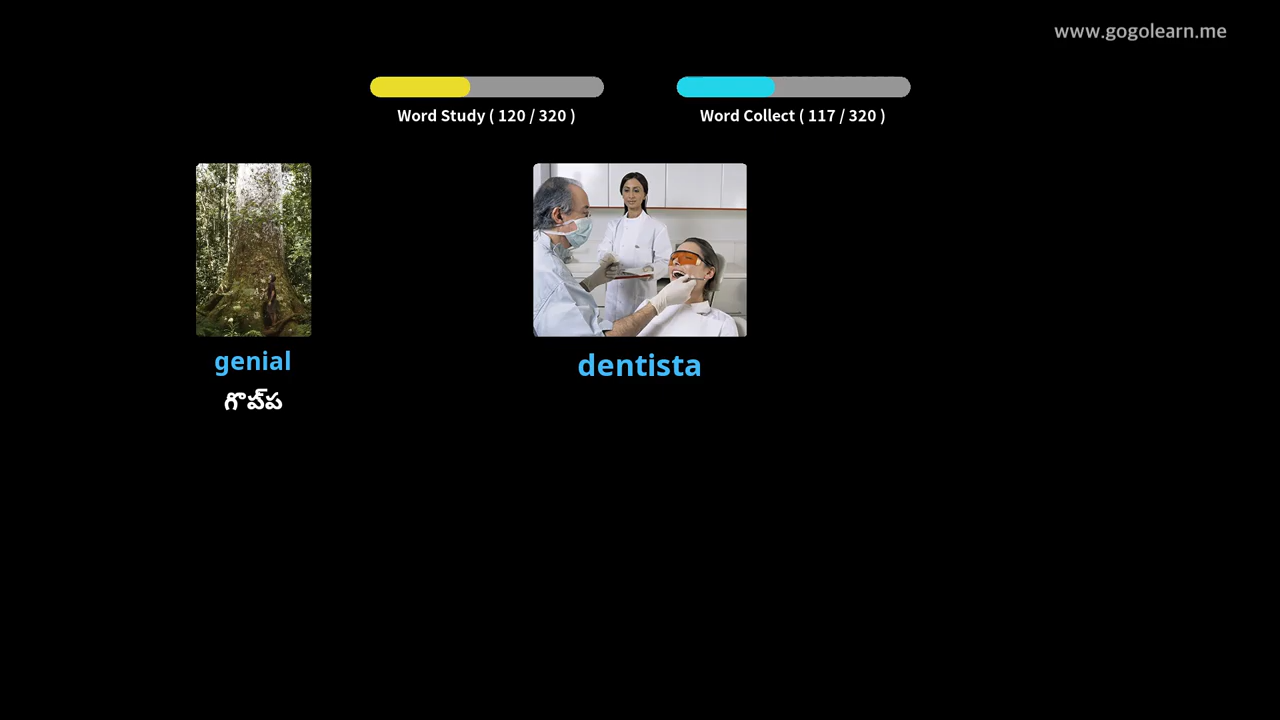 www.gogolearn.me
Word Study ( 120 / 320 )
Word Collect ( 117 / 320 )
genial
గొప్ప
dentista